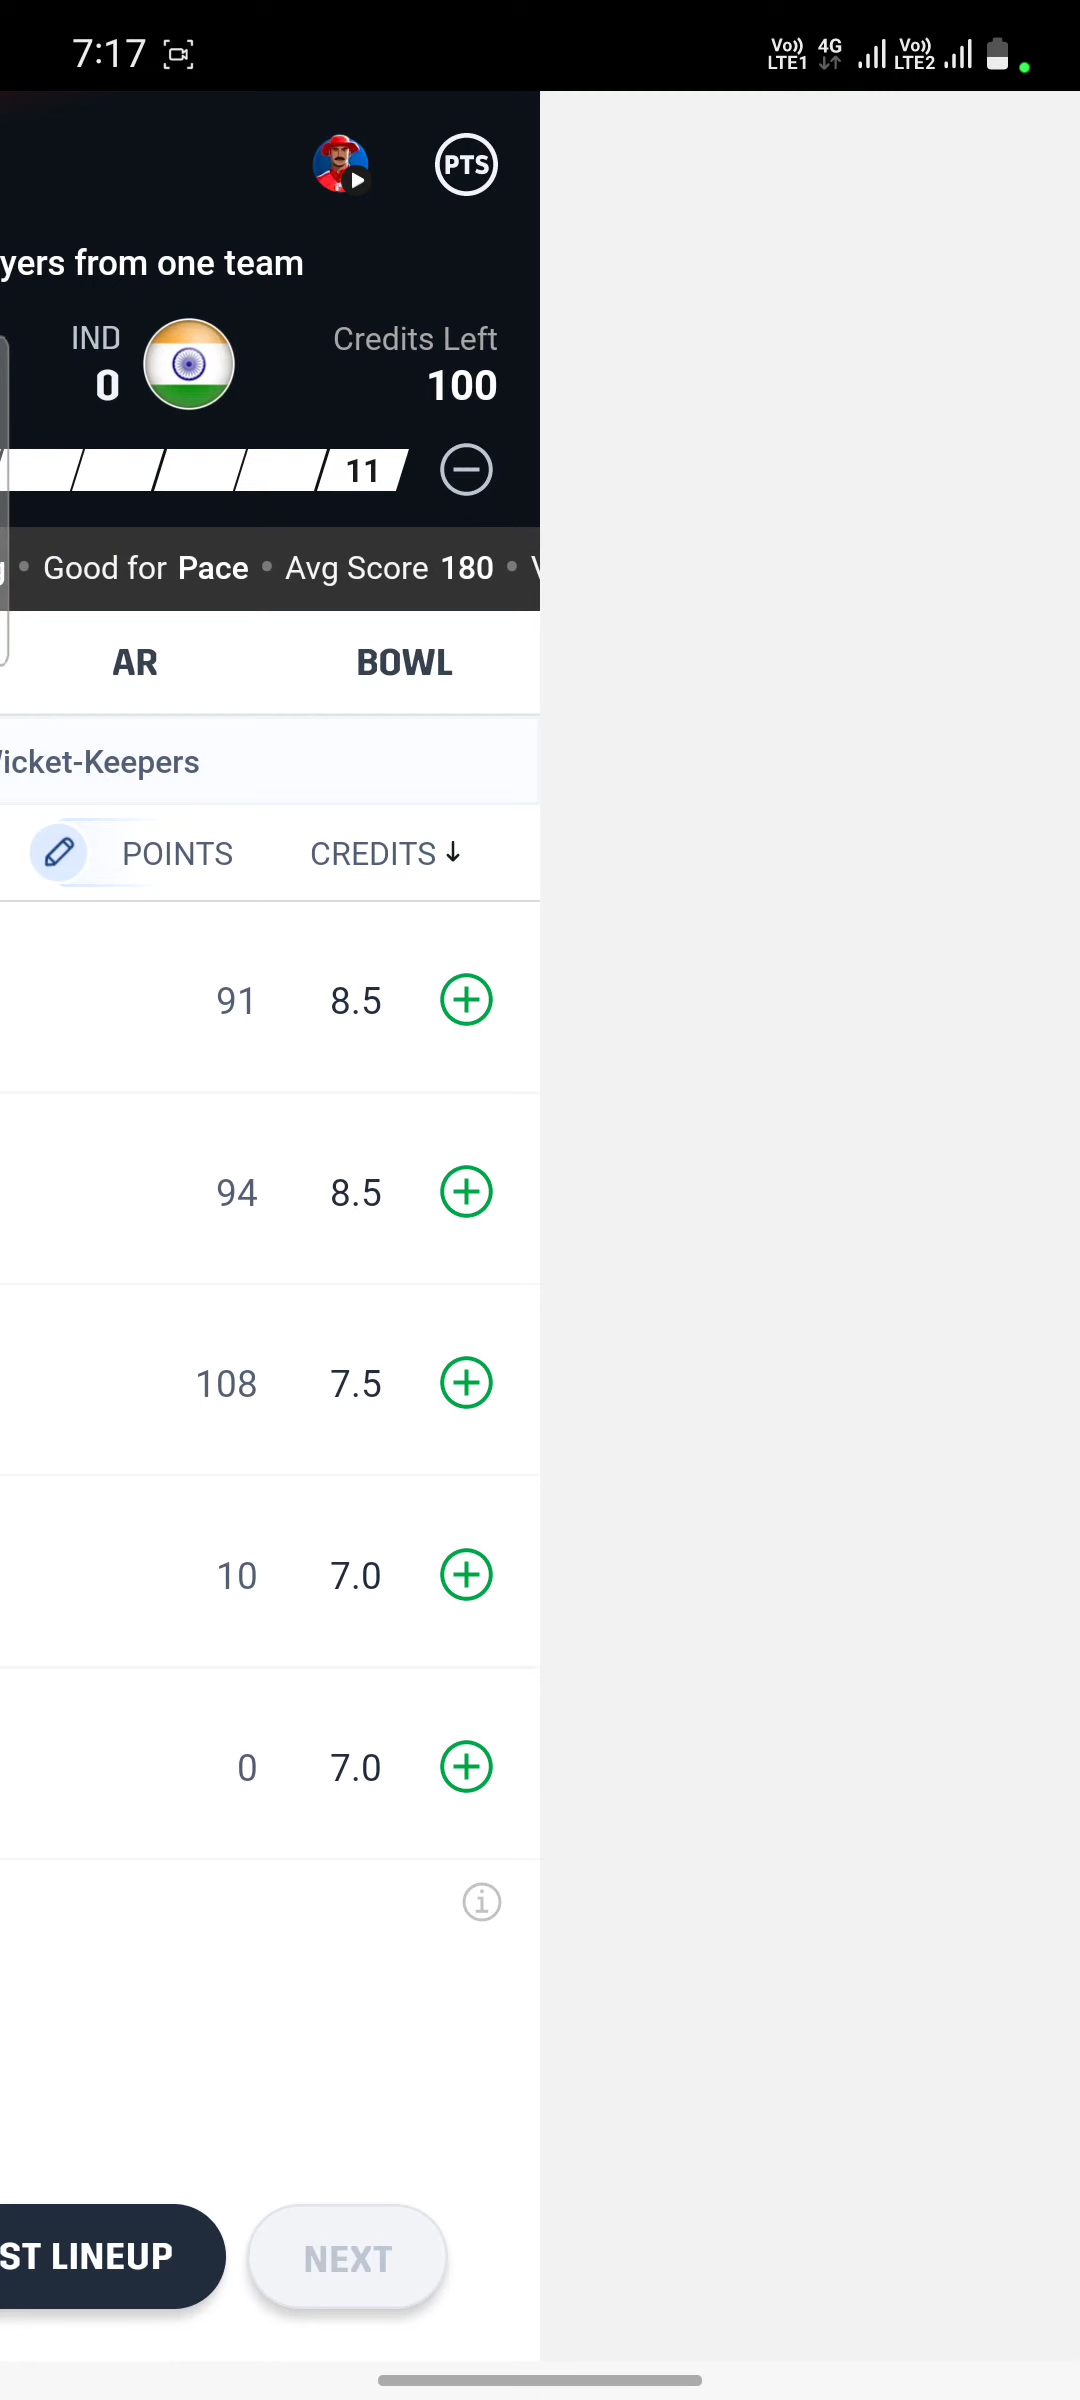 7:17
Vo)) LTE1 4G Vo)) LTE2
PTS
yers from one team
IND
0
Credits Left
100
11
Good for Pace • Avg Score 180 •
AR BOWL
icket-Keepers
POINTS CREDITS ↓
91 8.5
94 8.5
108 7.5
10 7.0
0 7.0
ST LINEUP NEXT